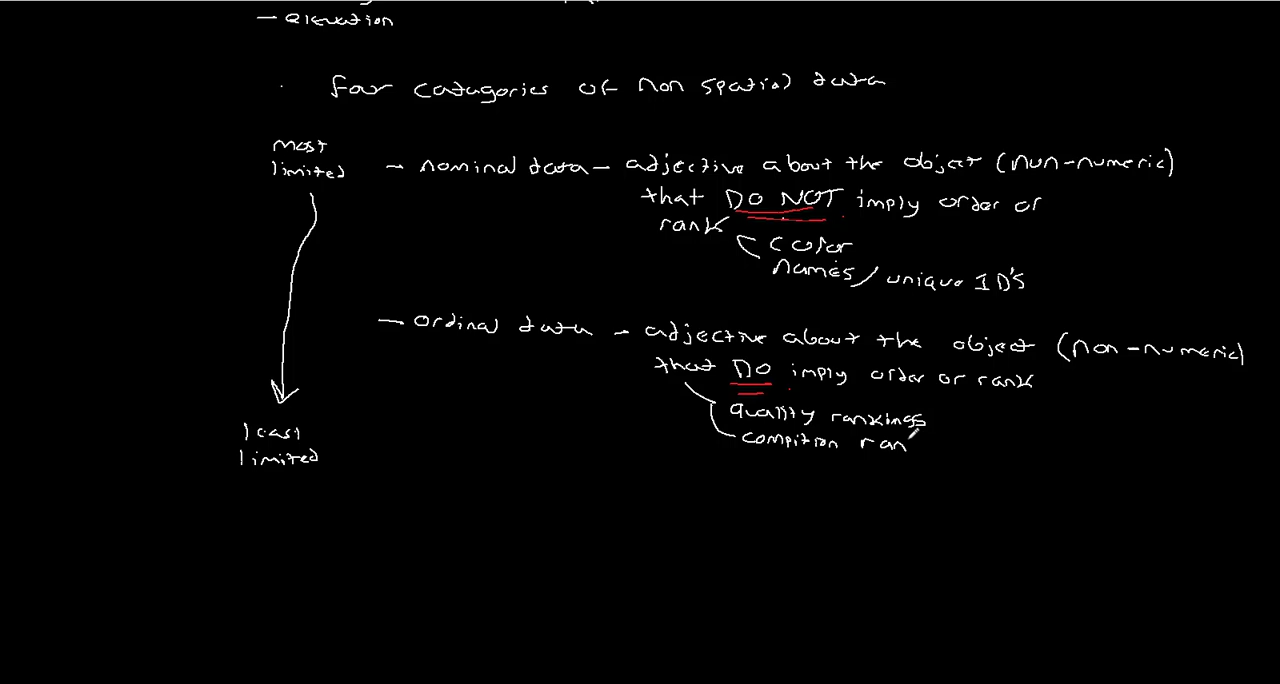 — elevation
four catagories of non spatial data
most
limited
— nominal data — adjective about the object (non-numeric)
that DO NOT imply order or
rank
color
names/unique ID's
— ordinal data — adjective about the object (non-numeric)
that DO imply order or rank
quality rankings
compition ran
least
limited